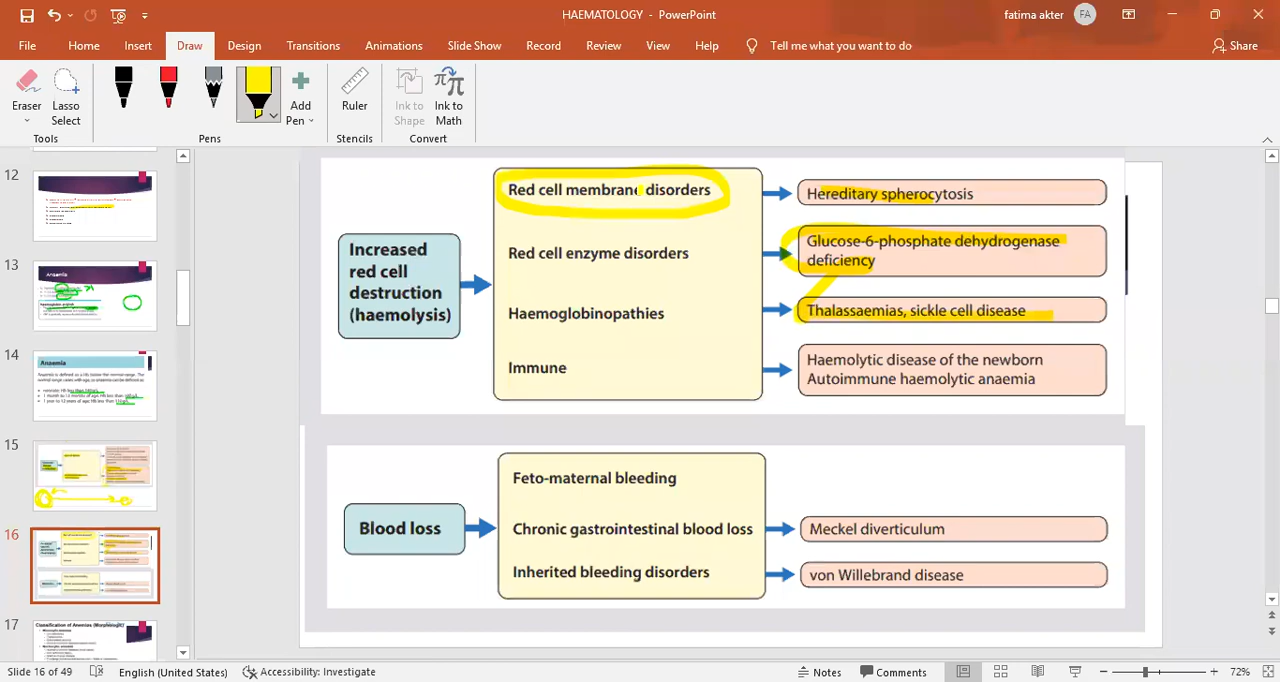 HAEMATOLOGY - PowerPoint
fatima akter
FA
File
Home
Insert
Draw
Design
Transitions
Animations
Slide Show
Record
Review
View
Help
Tell me what you want to do
Share
Eraser
Lasso Select
Add Pen
Ruler
Ink to Shape
Ink to Math
Tools
Pens
Stencils
Convert
12
13
Anaemia
14
Anaemia
15
16
17
Classification of Anemias (Morphologic)
Increased
red cell
destruction
(haemolysis)
Red cell membrane disorders
Hereditary spherocytosis
Red cell enzyme disorders
Glucose-6-phosphate dehydrogenase
deficiency
Haemoglobinopathies
Thalassaemias, sickle cell disease
Immune
Haemolytic disease of the newborn
Autoimmune haemolytic anaemia
Blood loss
Feto-maternal bleeding
Chronic gastrointestinal blood loss
Meckel diverticulum
Inherited bleeding disorders
von Willebrand disease
Slide 16 of 49
English (United States)
Accessibility: Investigate
Notes
Comments
72%